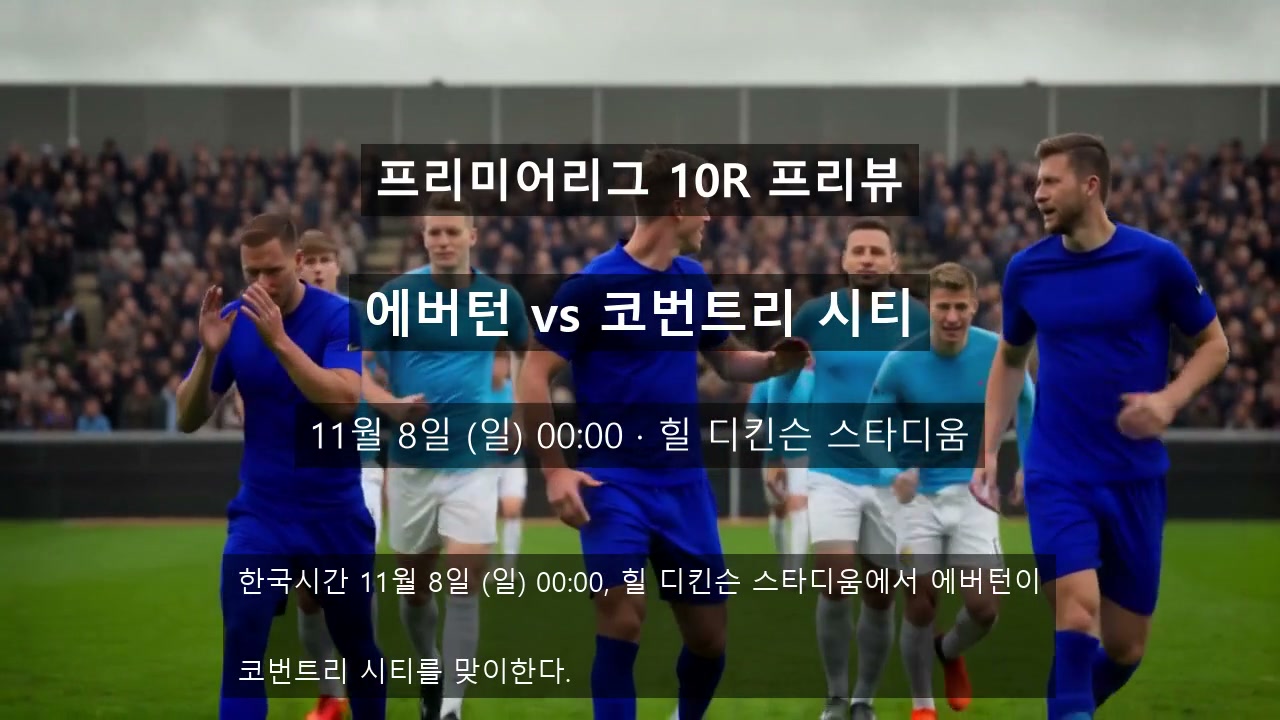 프리미어리그 10R 프리뷰
에버턴 vs 코번트리 시티
11월 8일 (일) 00:00 · 힐 디킨슨 스타디움
한국시간 11월 8일 (일) 00:00, 힐 디킨슨 스타디움에서 에버턴이
코번트리 시티를 맞이한다.